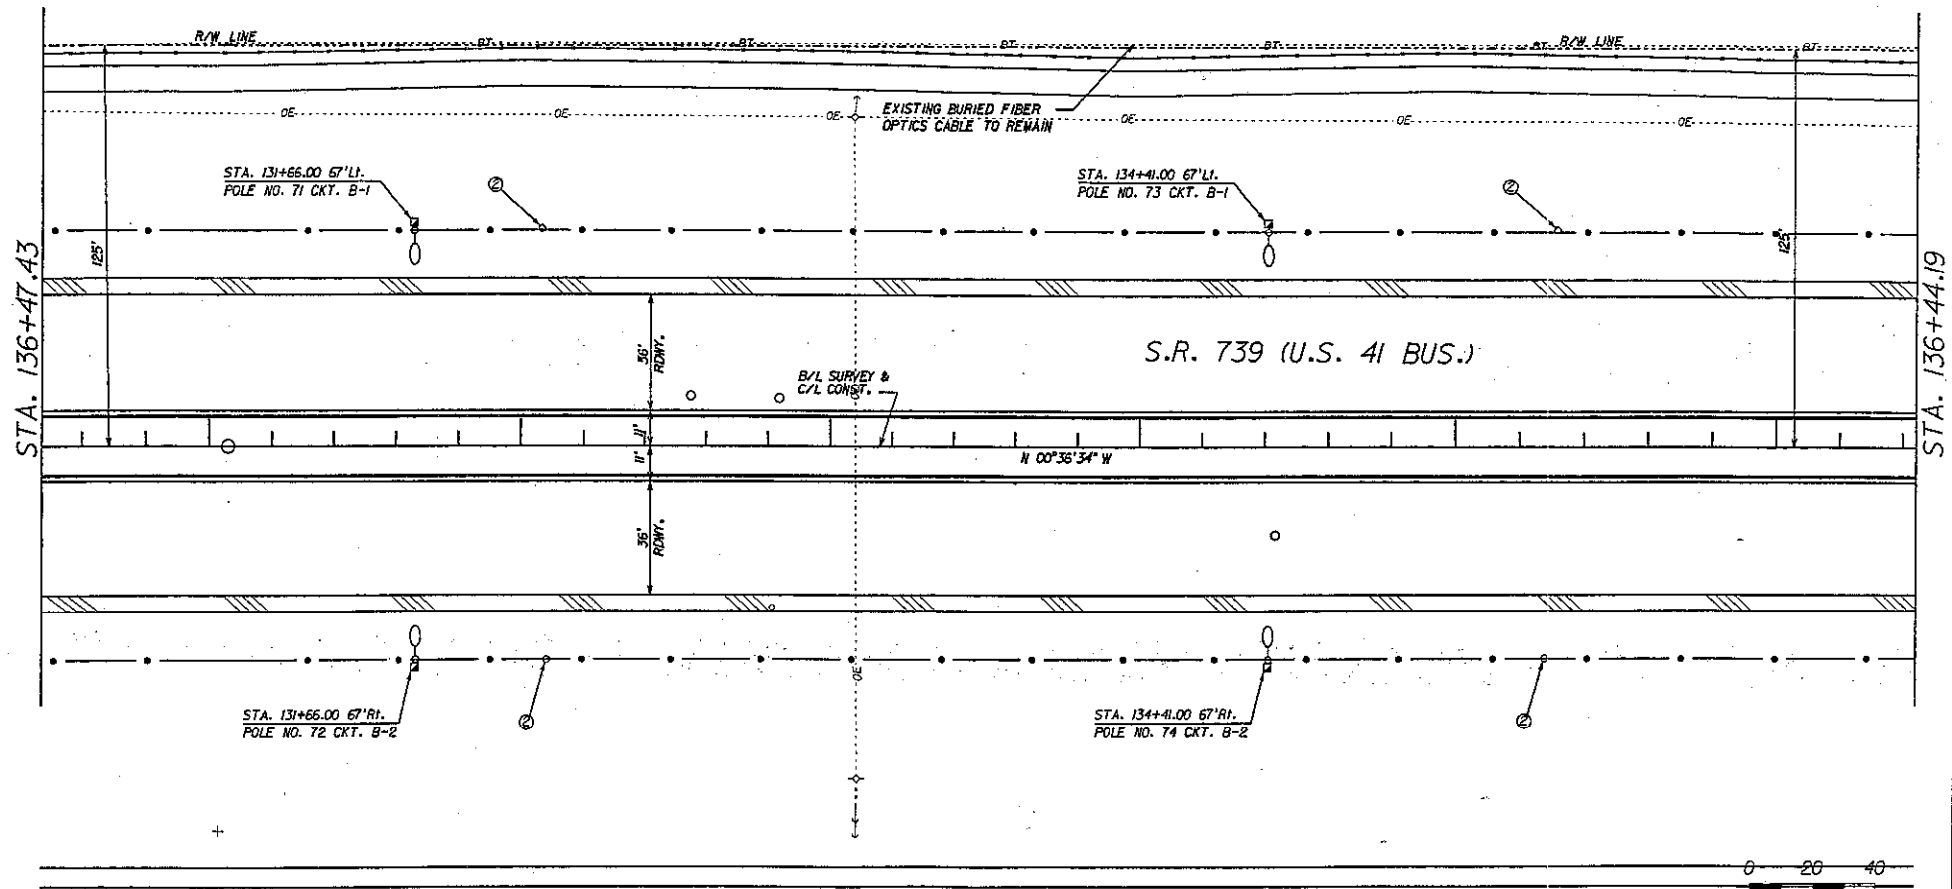 R/W LINE
BT BT BT BT BT R/W LINE BT
EXISTING BURIED FIBER
OPTICS CABLE TO REMAIN
OE OE OE OE OE OE
STA. 131+66.00 67'Lt.
POLE NO. 71 CKT. B-1
2
STA. 134+41.00 67'Lt.
POLE NO. 73 CKT. B-1
2
125'
125'
STA. 136+47.43
STA. 136+44.19
36'
RDWY.
S.R. 739 (U.S. 41 BUS.)
B/L SURVEY &
C/L CONST.
11'
11'
N 00°36'34" W
36'
RDWY.
OE
STA. 131+66.00 67'Rt.
POLE NO. 72 CKT. B-2
2
STA. 134+41.00 67'Rt.
POLE NO. 74 CKT. B-2
2
0 20 40